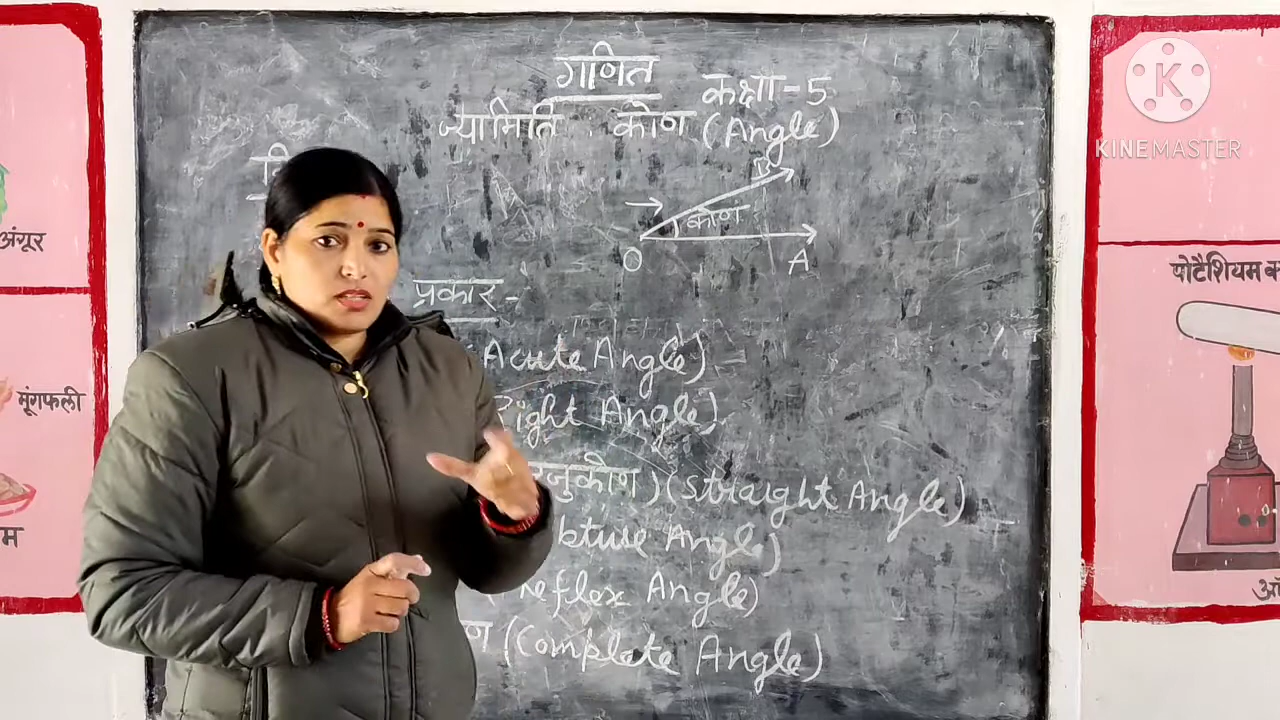 गणित
कक्षा-5
ज्यामिति . कोण (Angle)
B
कोण
O
A
प्रकार -
(Acute Angle)
Right Angle)
जुकोण) (straight Angle)
btuse Angle)
(reflex Angle)
ण (Complete Angle)
अंगूर
मूंगफली
म
KINEMASTER
पोटैशियम